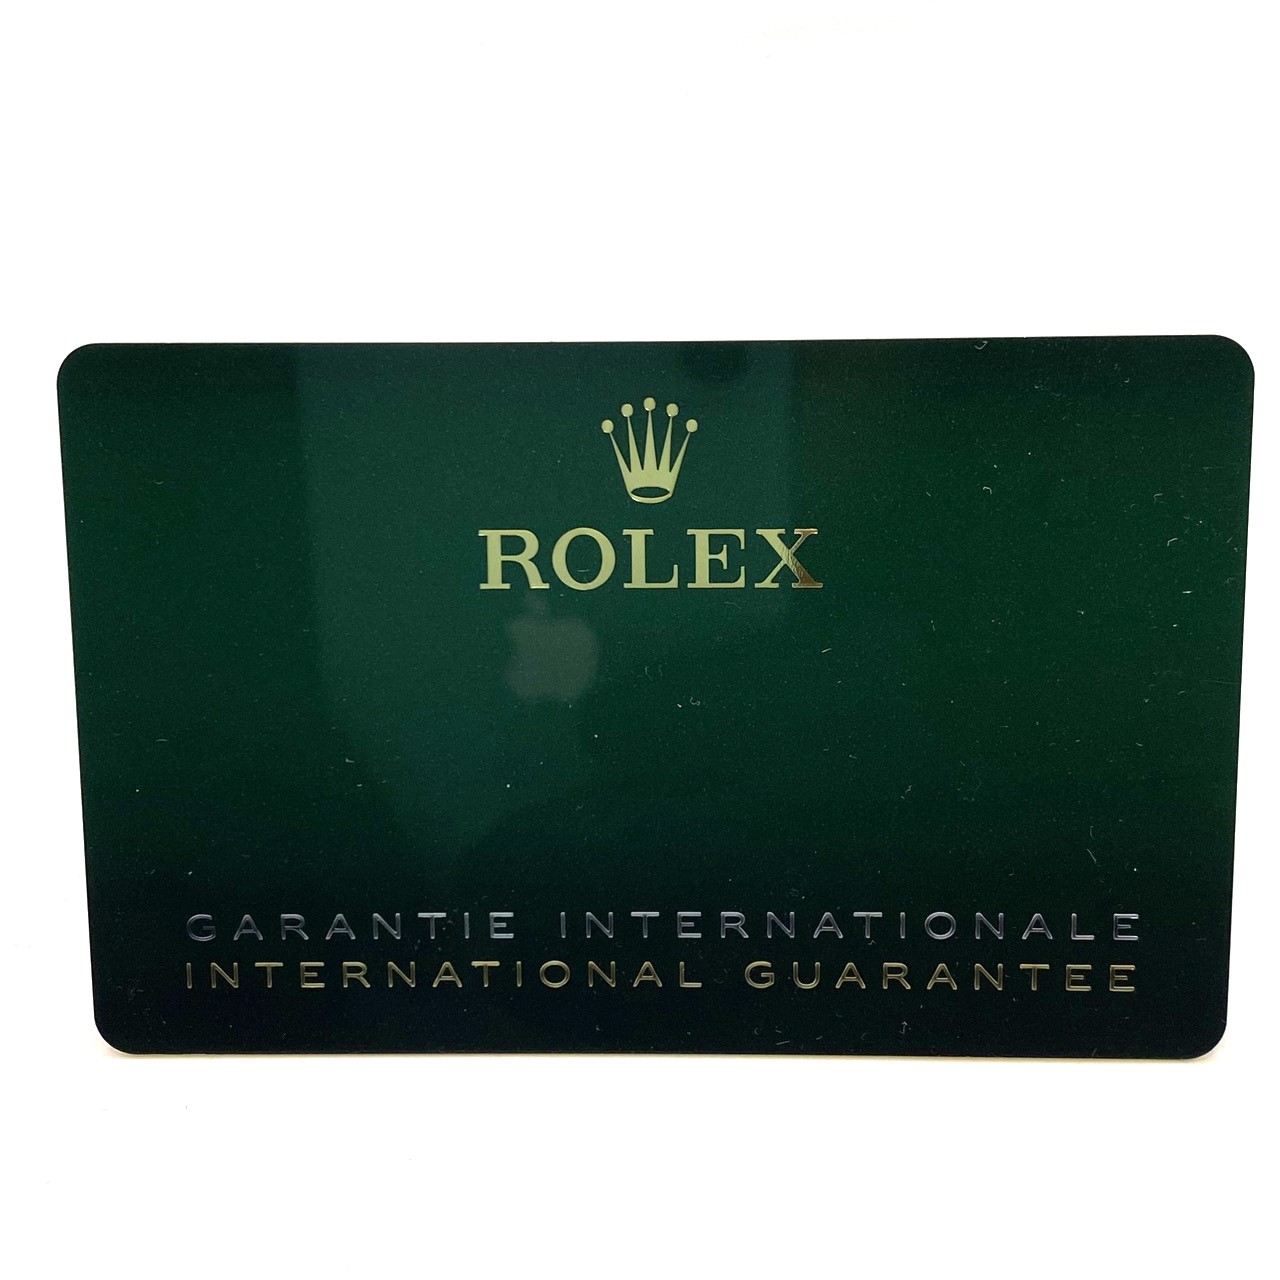 ROLEX
GARANTIE INTERNATIONALE
INTERNATIONAL GUARANTEE